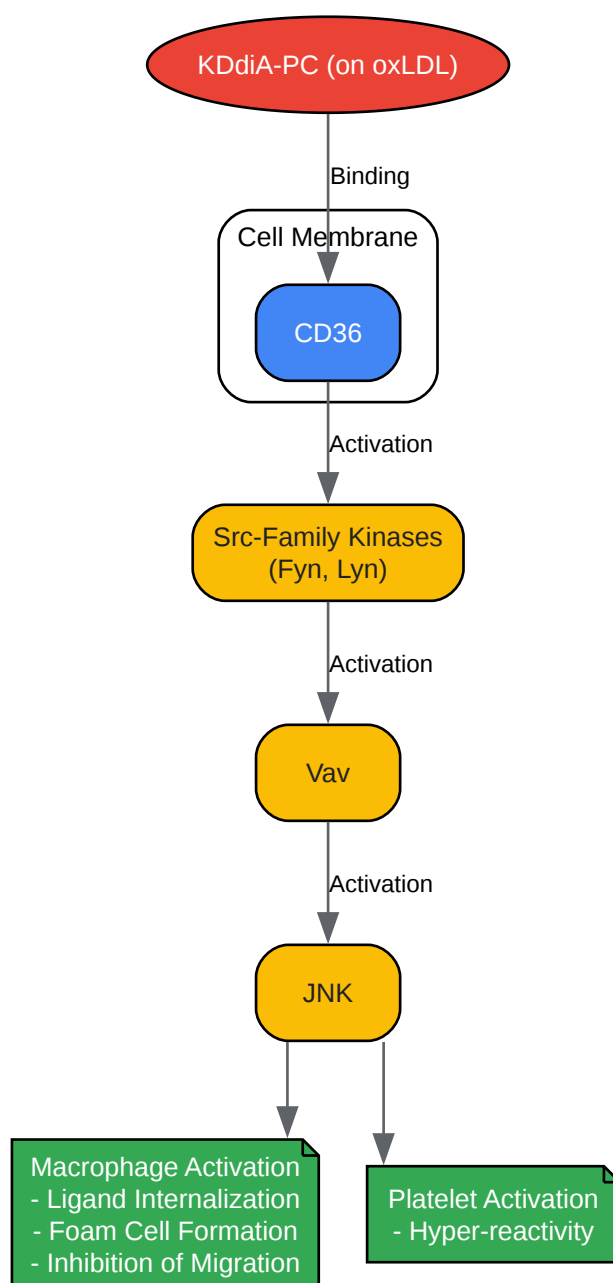 KDdiA-PC (on oxLDL)
Binding
Cell Membrane
CD36
Activation
Src-Family Kinases
(Fyn, Lyn)
Activation
Vav
Activation
JNK
Macrophage Activation
- Ligand Internalization
- Foam Cell Formation
- Inhibition of Migration
Platelet Activation
- Hyper-reactivity